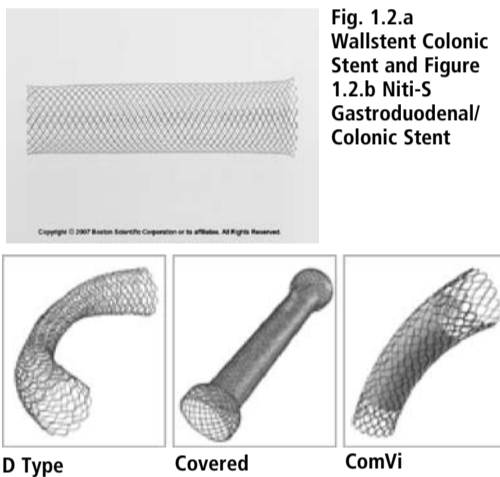 Fig. 1.2.a
Wallstent Colonic
Stent and Figure
1.2.b Niti-S
Gastroduodenal/
Colonic Stent
Copyright © 2007 Boston Scientific Corporation or its affiliates. All Rights Reserved.
D Type
Covered
ComVi